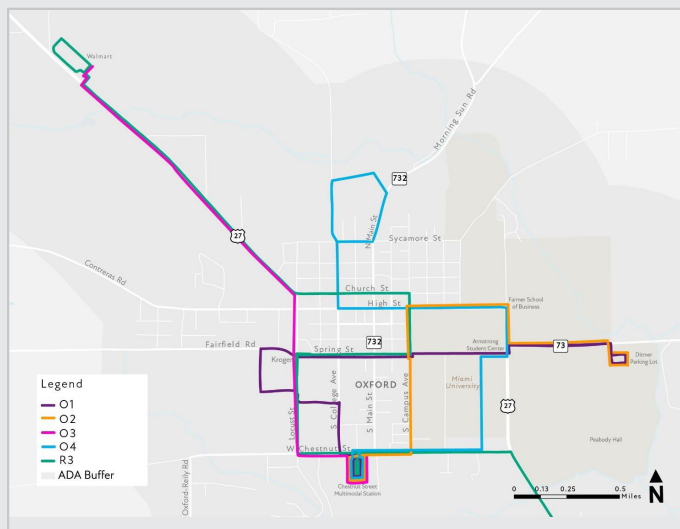 Walmart
Morning Sun Rd
732
N Main St
27
Sycamore St
Contreras Rd
Church St
High St
Farmer School
of Business
Fairfield Rd
732
Spring St
Armstrong
Student Center
73
Kroger
Ditmer
Parking Lot
Legend
O1
O2
O3
O4
R3
ADA Buffer
OXFORD
Miami
University
S College Ave
S Main St
S Campus Ave
Locust St
27
W Chestnut St
Peabody Hall
Oxford-Reily Rd
Chestnut Street
Multimodal Station
0 0.13 0.25 0.5
Miles
N